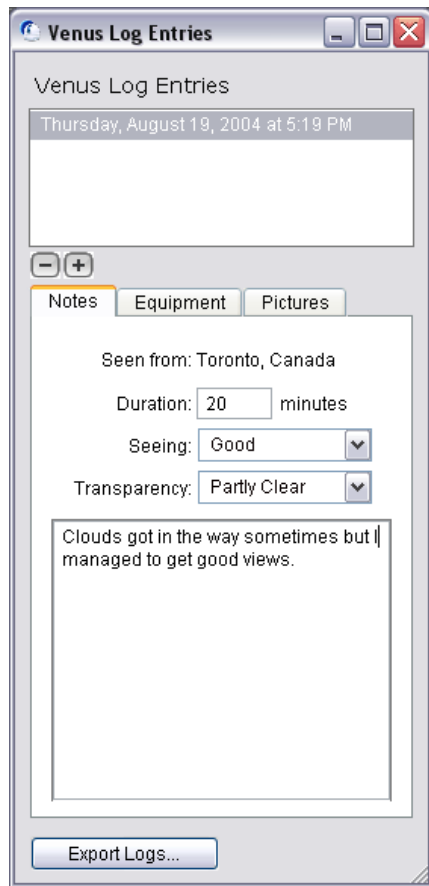 Venus Log Entries
Venus Log Entries
Thursday, August 19, 2004 at 5:19 PM
Notes Equipment Pictures
Seen from: Toronto, Canada
Duration: 20 minutes
Seeing: Good
Transparency: Partly Clear
Clouds got in the way sometimes but I
managed to get good views.
Export Logs...